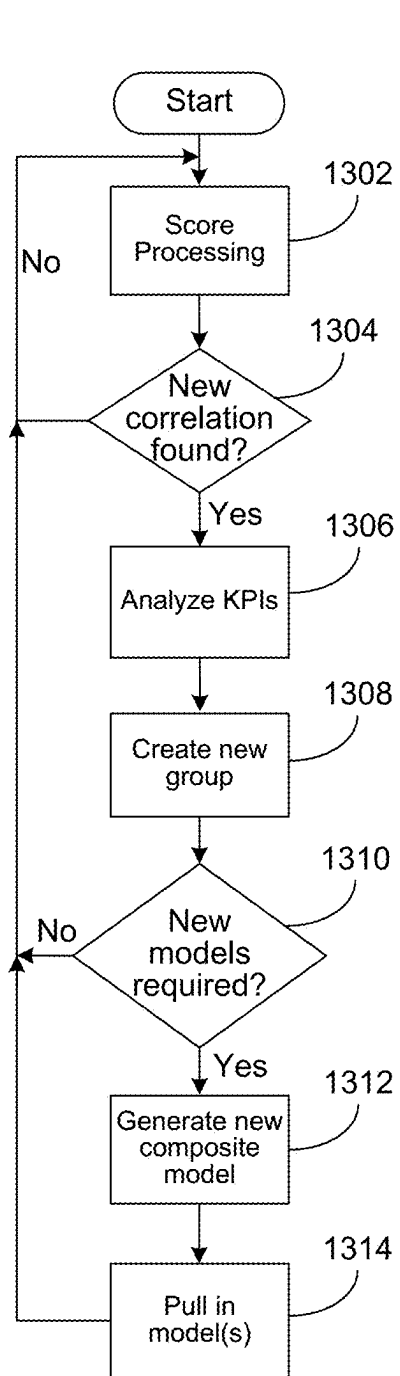 Start
1302
Score
Processing
No
1304
New
correlation
found?
Yes
1306
Analyze KPIs
1308
Create new
group
1310
No
New
models
required?
Yes
1312
Generate new
composite
model
1314
Pull in
model(s)